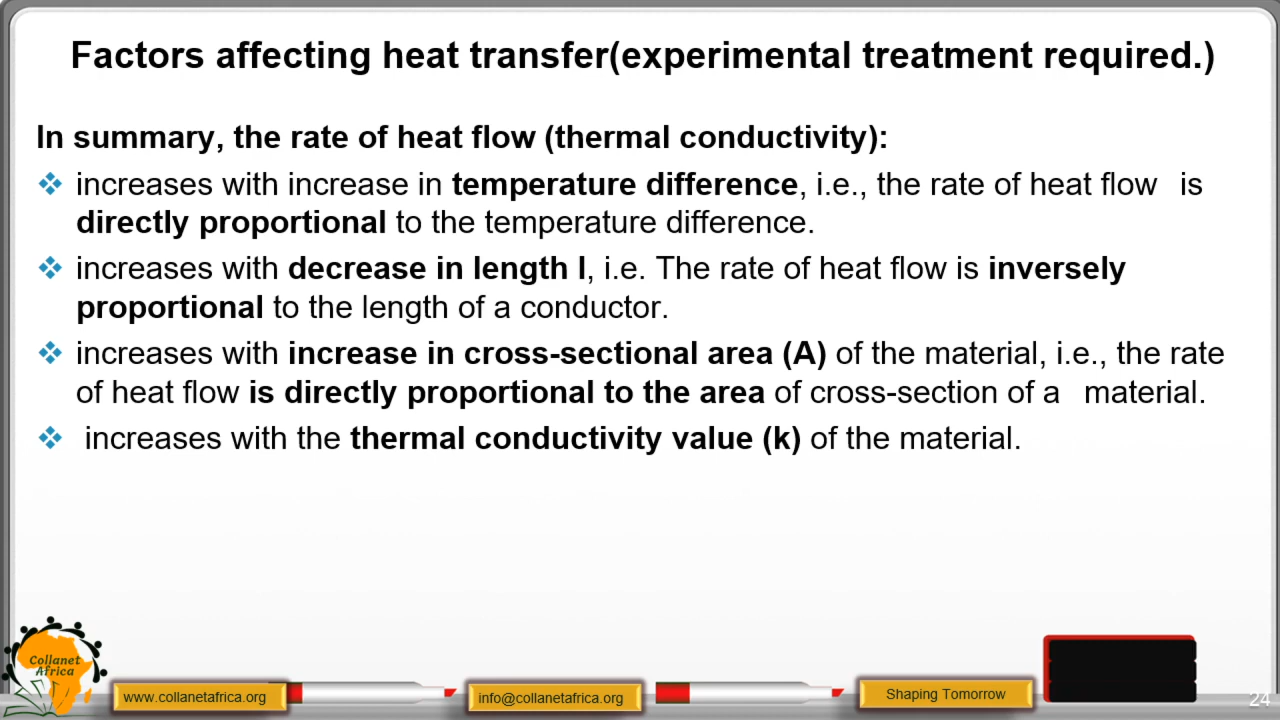 Factors affecting heat transfer(experimental treatment required.)
In summary, the rate of heat flow (thermal conductivity):
❖ increases with increase in temperature difference, i.e., the rate of heat flow is
directly proportional to the temperature difference.
❖ increases with decrease in length l, i.e. The rate of heat flow is inversely
proportional to the length of a conductor.
❖ increases with increase in cross-sectional area (A) of the material, i.e., the rate
of heat flow is directly proportional to the area of cross-section of a material.
❖ increases with the thermal conductivity value (k) of the material.
Collanet
Africa
www.collanetafrica.org
info@collanetafrica.org
Shaping Tomorrow
24